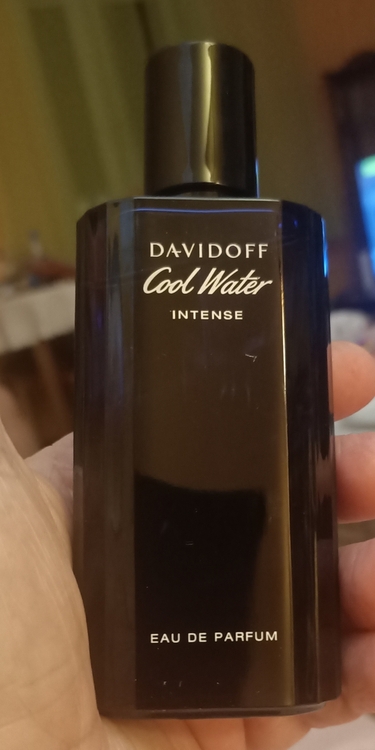 DAVIDOFF
Cool Water
INTENSE
EAU DE PARFUM